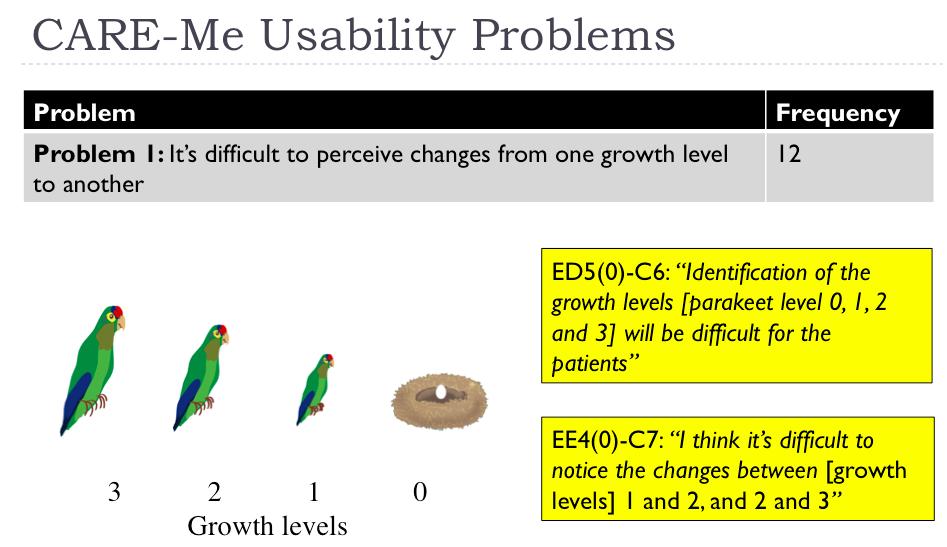 CARE-Me Usability Problems
Problem
Frequency
Problem 1: It’s difficult to perceive changes from one growth level
to another
12
ED5(0)-C6: “Identification of the
growth levels [parakeet level 0, 1, 2
and 3] will be difficult for the
patients”
EE4(0)-C7: “I think it’s difficult to
notice the changes between [growth
levels] 1 and 2, and 2 and 3”
3
2
1
0
Growth levels